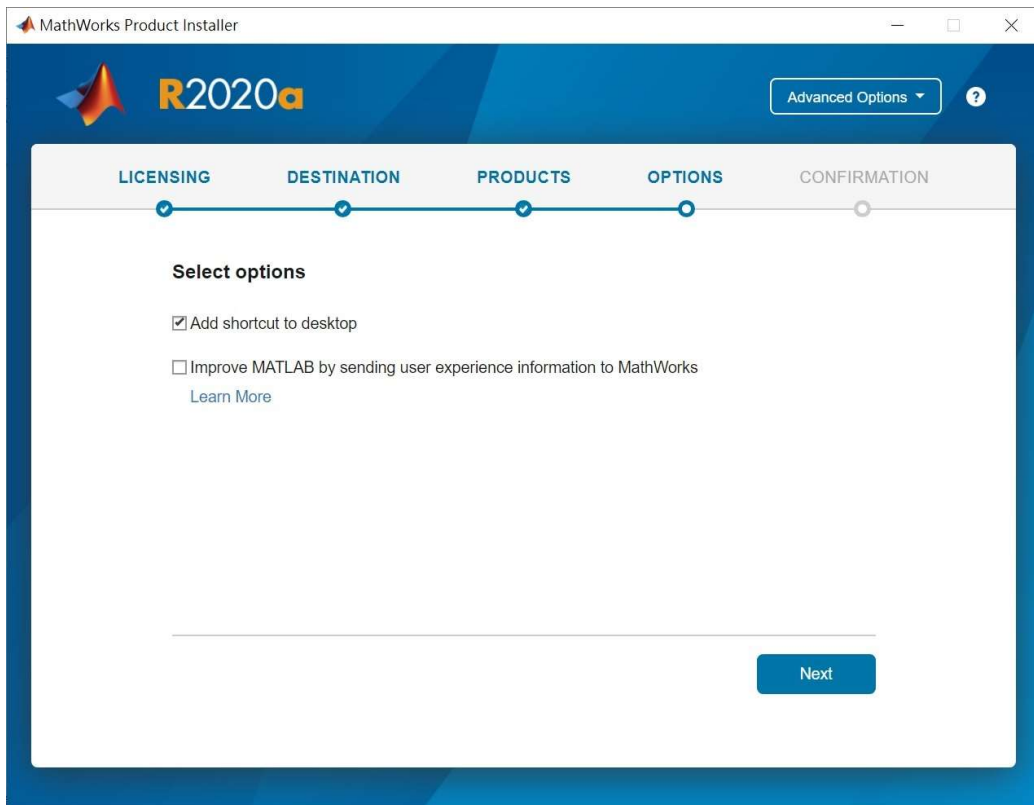 MathWorks Product Installer
R2020a
Advanced Options
?
LICENSING DESTINATION PRODUCTS OPTIONS CONFIRMATION
Select options
Add shortcut to desktop
Improve MATLAB by sending user experience information to MathWorks
Learn More
Next